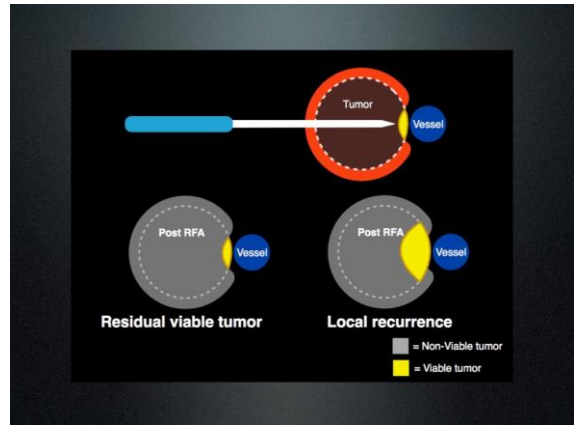 Tumor
Vessel
Post RFA
Vessel
Post RFA
Vessel
Residual viable tumor
Local recurrence
= Non-Viable tumor
= Viable tumor